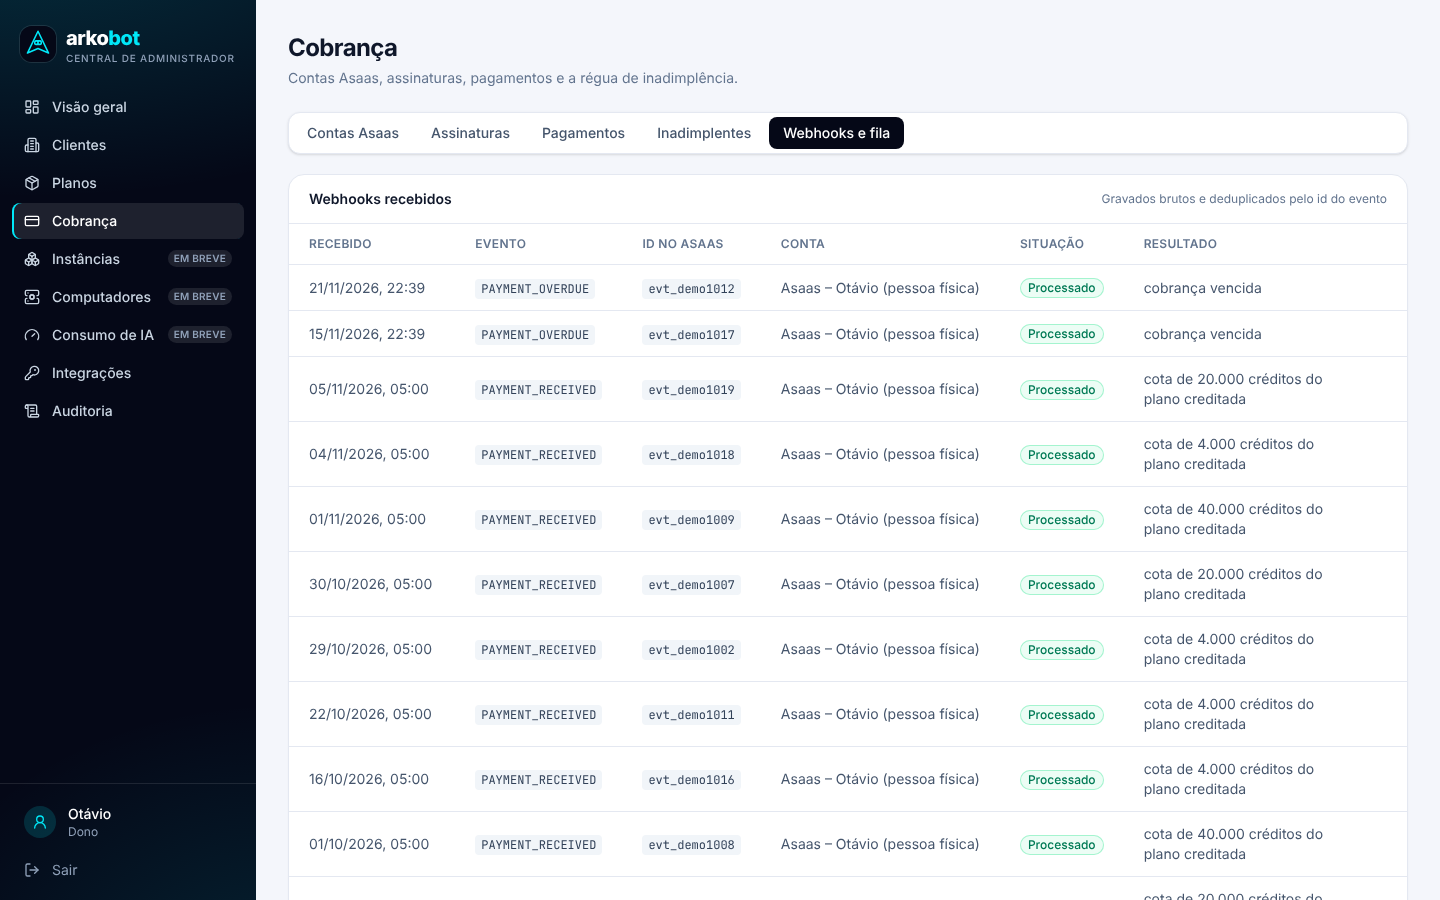 arkobot
CENTRAL DE ADMINISTRADOR
Visão geral
Clientes
Planos
Cobrança
Instâncias EM BREVE
Computadores EM BREVE
Consumo de IA EM BREVE
Integrações
Auditoria
Otávio
Dono
Sair
Cobrança
Contas Asaas, assinaturas, pagamentos e a régua de inadimplência.
Contas Asaas Assinaturas Pagamentos Inadimplentes Webhooks e fila
Webhooks recebidos Gravados brutos e deduplicados pelo id do evento
RECEBIDO EVENTO ID NO ASAAS CONTA SITUAÇÃO RESULTADO
21/11/2026, 22:39 PAYMENT_OVERDUE evt_demo1012 Asaas – Otávio (pessoa física) Processado cobrança vencida
15/11/2026, 22:39 PAYMENT_OVERDUE evt_demo1017 Asaas – Otávio (pessoa física) Processado cobrança vencida
05/11/2026, 05:00 PAYMENT_RECEIVED evt_demo1019 Asaas – Otávio (pessoa física) Processado cota de 20.000 créditos do
plano creditada
04/11/2026, 05:00 PAYMENT_RECEIVED evt_demo1018 Asaas – Otávio (pessoa física) Processado cota de 4.000 créditos do
plano creditada
01/11/2026, 05:00 PAYMENT_RECEIVED evt_demo1009 Asaas – Otávio (pessoa física) Processado cota de 40.000 créditos do
plano creditada
30/10/2026, 05:00 PAYMENT_RECEIVED evt_demo1007 Asaas – Otávio (pessoa física) Processado cota de 20.000 créditos do
plano creditada
29/10/2026, 05:00 PAYMENT_RECEIVED evt_demo1002 Asaas – Otávio (pessoa física) Processado cota de 4.000 créditos do
plano creditada
22/10/2026, 05:00 PAYMENT_RECEIVED evt_demo1011 Asaas – Otávio (pessoa física) Processado cota de 4.000 créditos do
plano creditada
16/10/2026, 05:00 PAYMENT_RECEIVED evt_demo1016 Asaas – Otávio (pessoa física) Processado cota de 4.000 créditos do
plano creditada
01/10/2026, 05:00 PAYMENT_RECEIVED evt_demo1008 Asaas – Otávio (pessoa física) Processado cota de 40.000 créditos do
plano creditada
cota de 20.000 créditos do